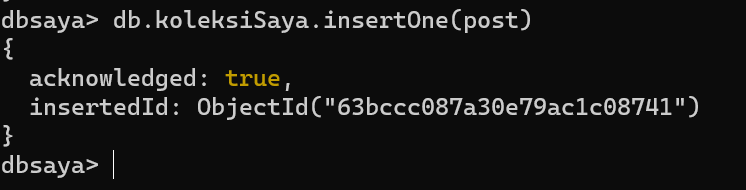 dbsaya> db.koleksiSaya.insertOne(post)
{
  acknowledged: true,
  insertedId: ObjectId("63bccc087a30e79ac1c08741")
}
dbsaya>